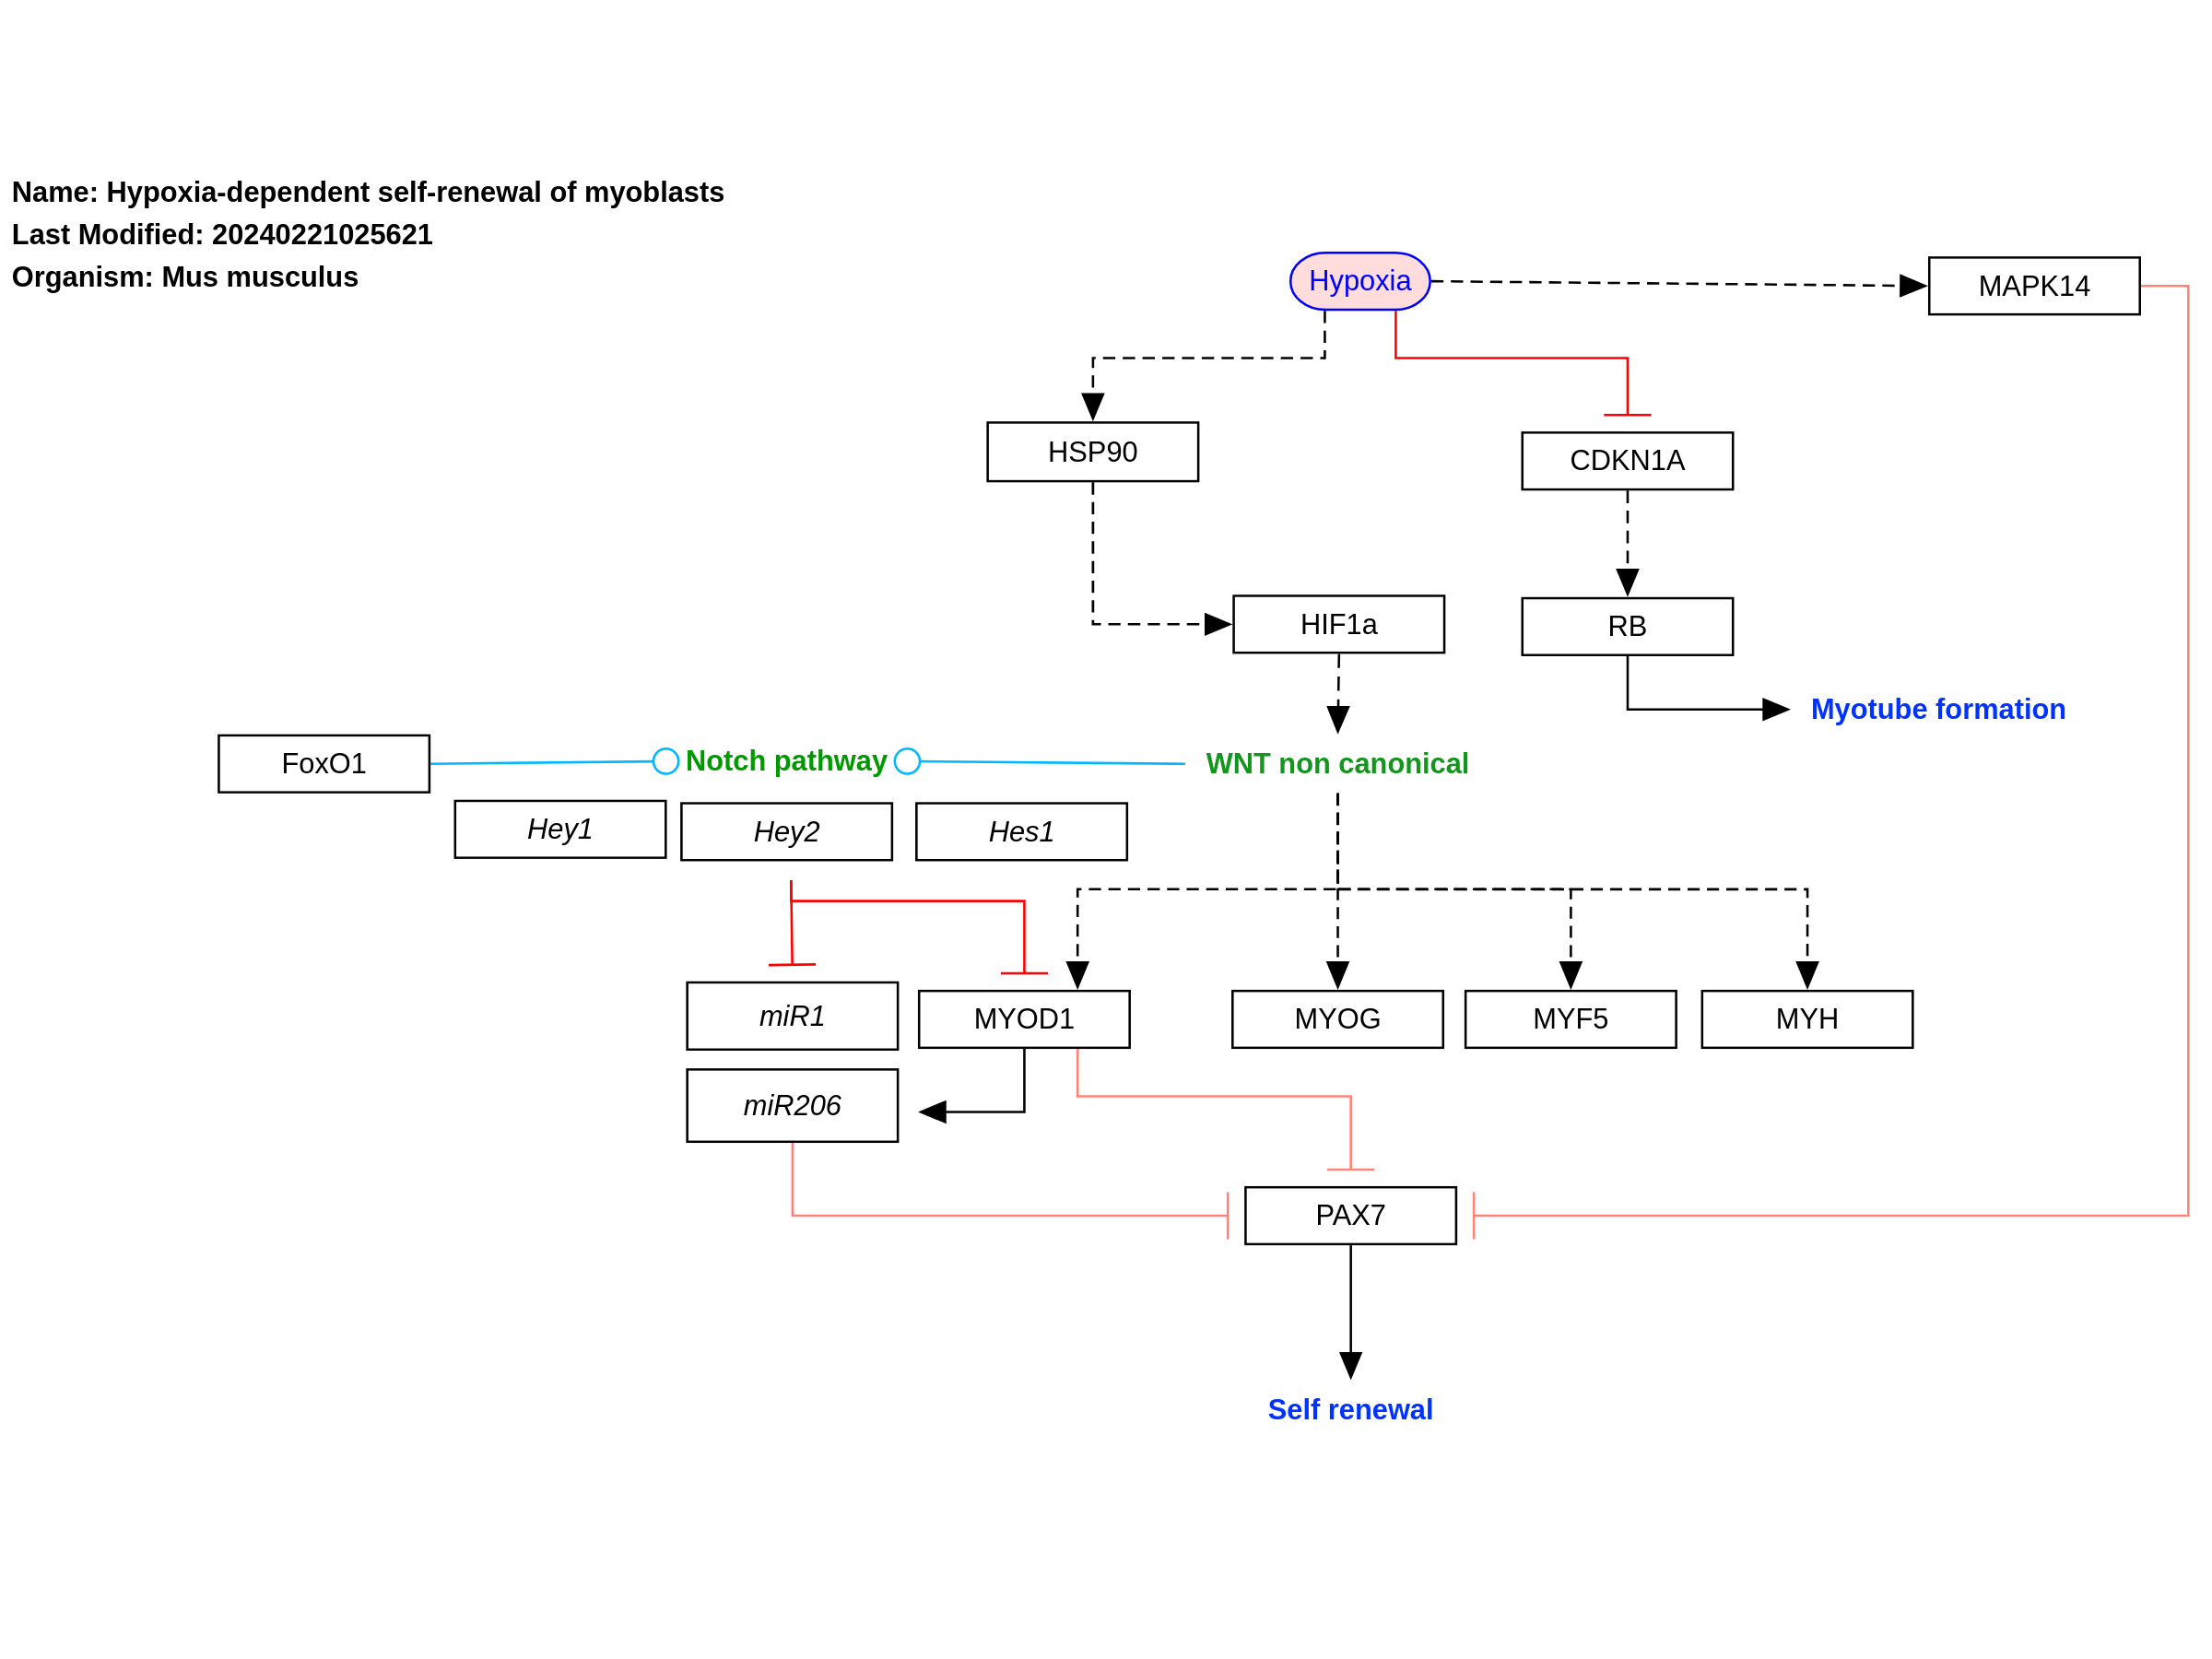 Name: Hypoxia-dependent self-renewal of myoblasts
Last Modified: 20240221025621
Organism: Mus musculus
Hypoxia
MAPK14
HSP90
CDKN1A
HIF1a
RB
Myotube formation
FoxO1
Notch pathway
WNT non canonical
Hey1
Hey2
Hes1
miR1
MYOD1
MYOG
MYF5
MYH
miR206
PAX7
Self renewal